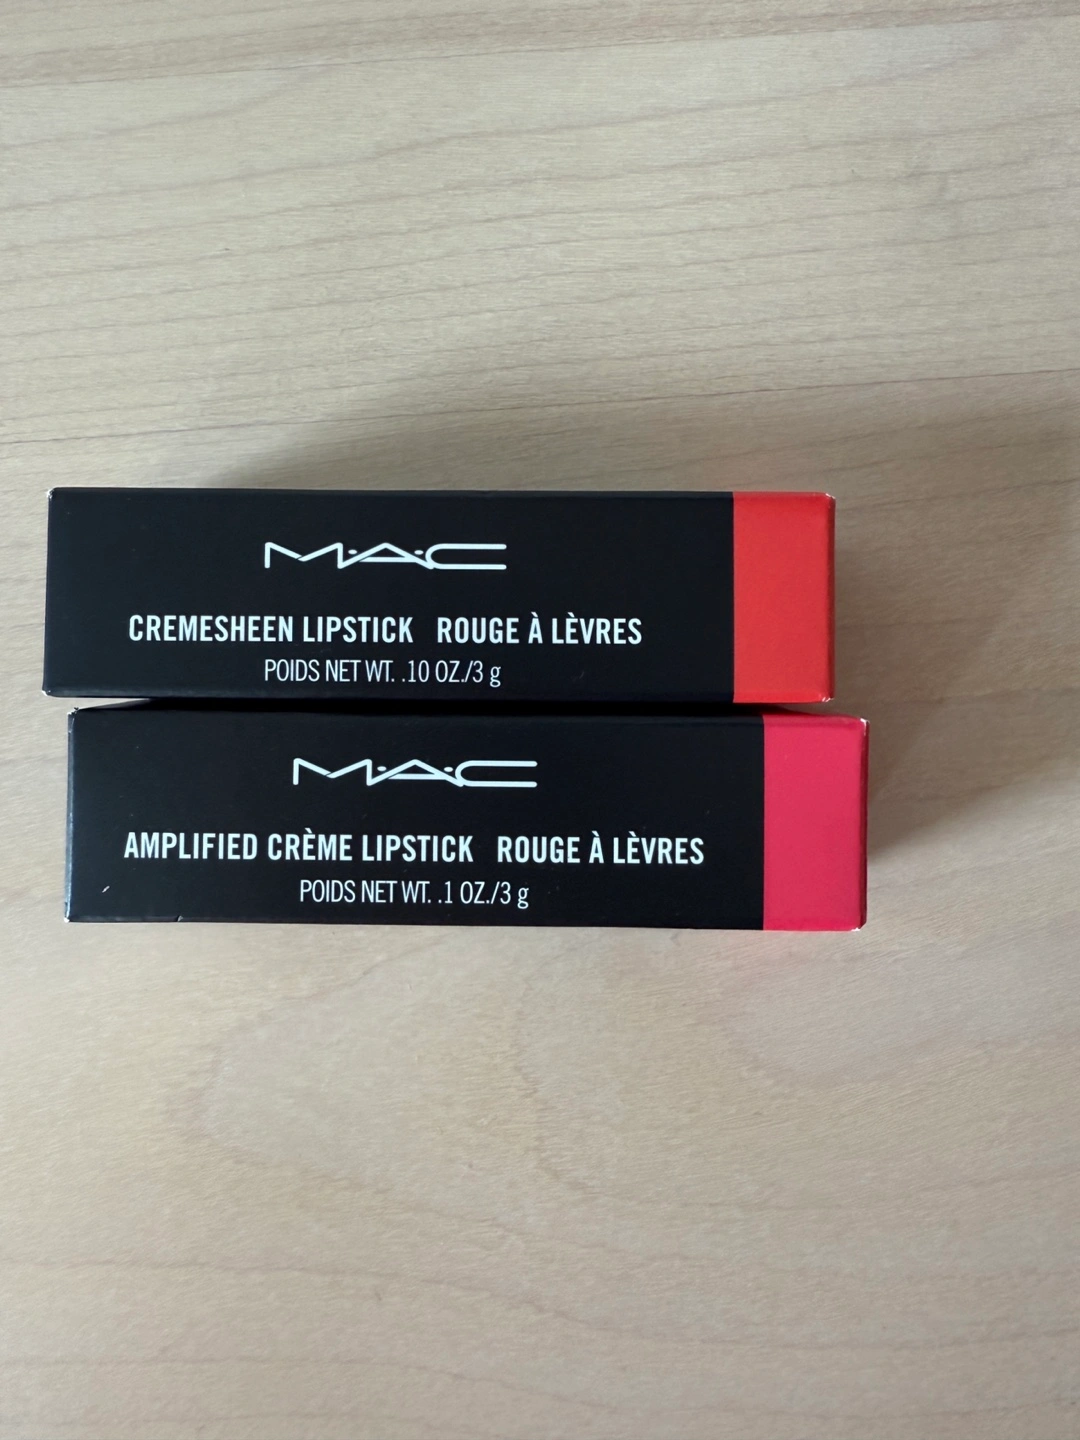 M·A·C
CREMESHEEN LIPSTICK ROUGE À LÈVRES
POIDS NET WT. .10 OZ./3 g
M·A·C
AMPLIFIED CRÈME LIPSTICK ROUGE À LÈVRES
POIDS NET WT. .1 OZ./3 g